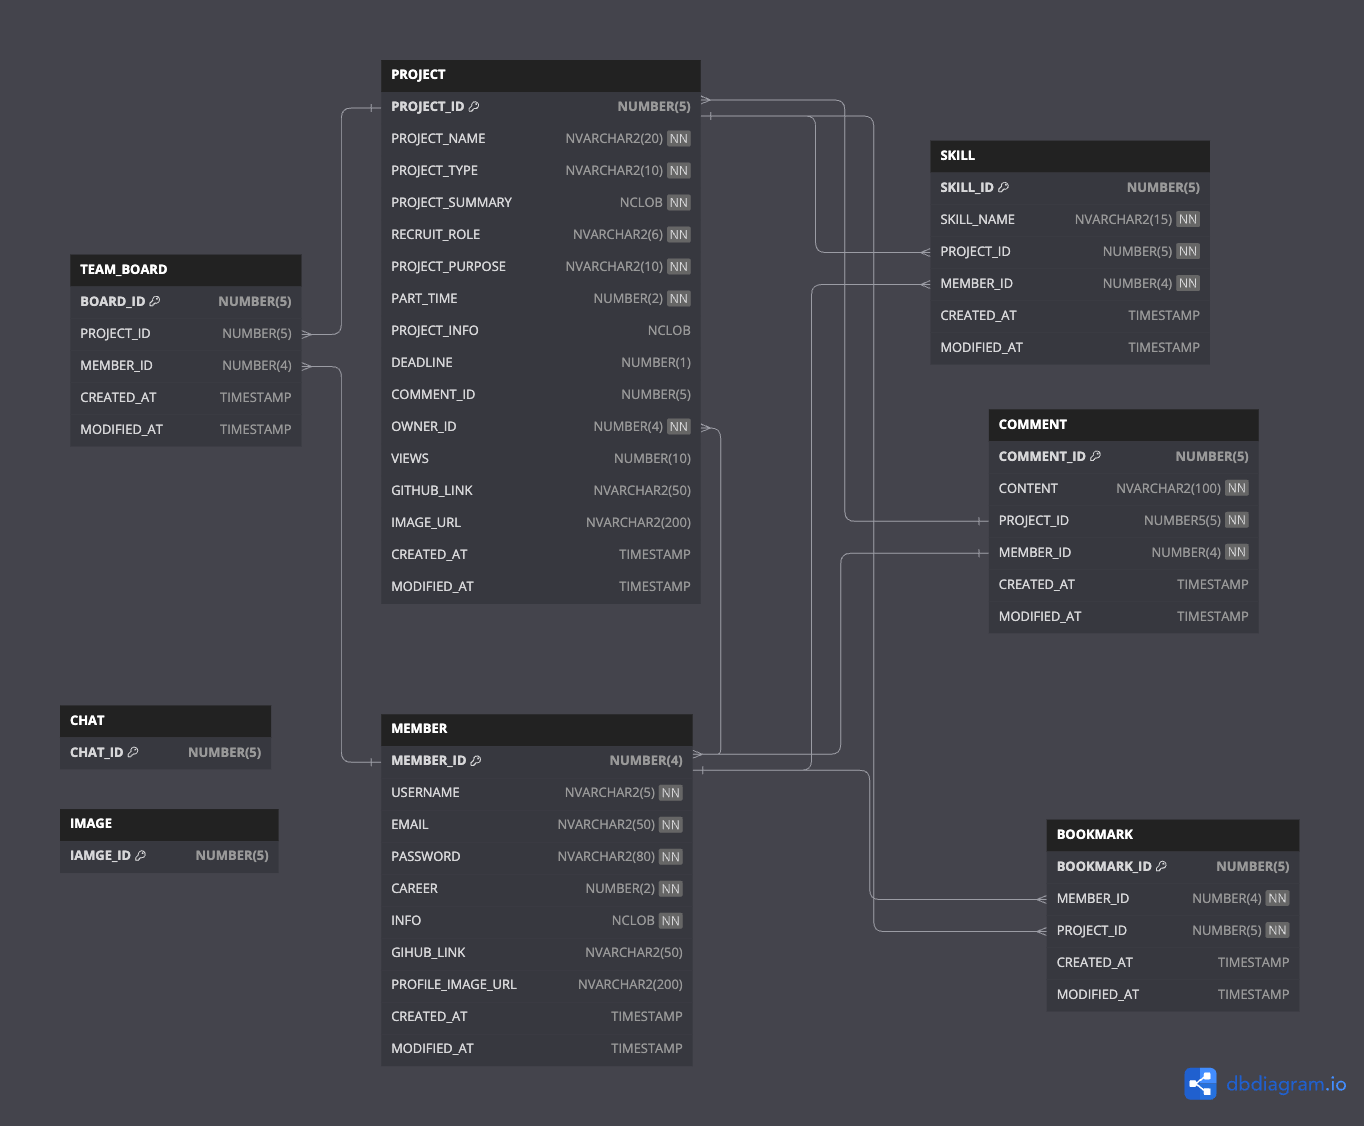 PROJECT
PROJECT_ID NUMBER(5)
PROJECT_NAME NVARCHAR2(20) NN
PROJECT_TYPE NVARCHAR2(10) NN
PROJECT_SUMMARY NCLOB NN
RECRUIT_ROLE NVARCHAR2(6) NN
PROJECT_PURPOSE NVARCHAR2(10) NN
PART_TIME NUMBER(2) NN
PROJECT_INFO NCLOB
DEADLINE NUMBER(1)
COMMENT_ID NUMBER(5)
OWNER_ID NUMBER(4) NN
VIEWS NUMBER(10)
GITHUB_LINK NVARCHAR2(50)
IMAGE_URL NVARCHAR2(200)
CREATED_AT TIMESTAMP
MODIFIED_AT TIMESTAMP
SKILL
SKILL_ID NUMBER(5)
SKILL_NAME NVARCHAR2(15) NN
PROJECT_ID NUMBER(5) NN
MEMBER_ID NUMBER(4) NN
CREATED_AT TIMESTAMP
MODIFIED_AT TIMESTAMP
TEAM_BOARD
BOARD_ID NUMBER(5)
PROJECT_ID NUMBER(5)
MEMBER_ID NUMBER(4)
CREATED_AT TIMESTAMP
MODIFIED_AT TIMESTAMP
COMMENT
COMMENT_ID NUMBER(5)
CONTENT NVARCHAR2(100) NN
PROJECT_ID NUMBER5(5) NN
MEMBER_ID NUMBER(4) NN
CREATED_AT TIMESTAMP
MODIFIED_AT TIMESTAMP
CHAT
CHAT_ID NUMBER(5)
IMAGE
IAMGE_ID NUMBER(5)
MEMBER
MEMBER_ID NUMBER(4)
USERNAME NVARCHAR2(5) NN
EMAIL NVARCHAR2(50) NN
PASSWORD NVARCHAR2(80) NN
CAREER NUMBER(2) NN
INFO NCLOB NN
GIHUB_LINK NVARCHAR2(50)
PROFILE_IMAGE_URL NVARCHAR2(200)
CREATED_AT TIMESTAMP
MODIFIED_AT TIMESTAMP
BOOKMARK
BOOKMARK_ID NUMBER(5)
MEMBER_ID NUMBER(4) NN
PROJECT_ID NUMBER(5) NN
CREATED_AT TIMESTAMP
MODIFIED_AT TIMESTAMP
dbdiagram.io